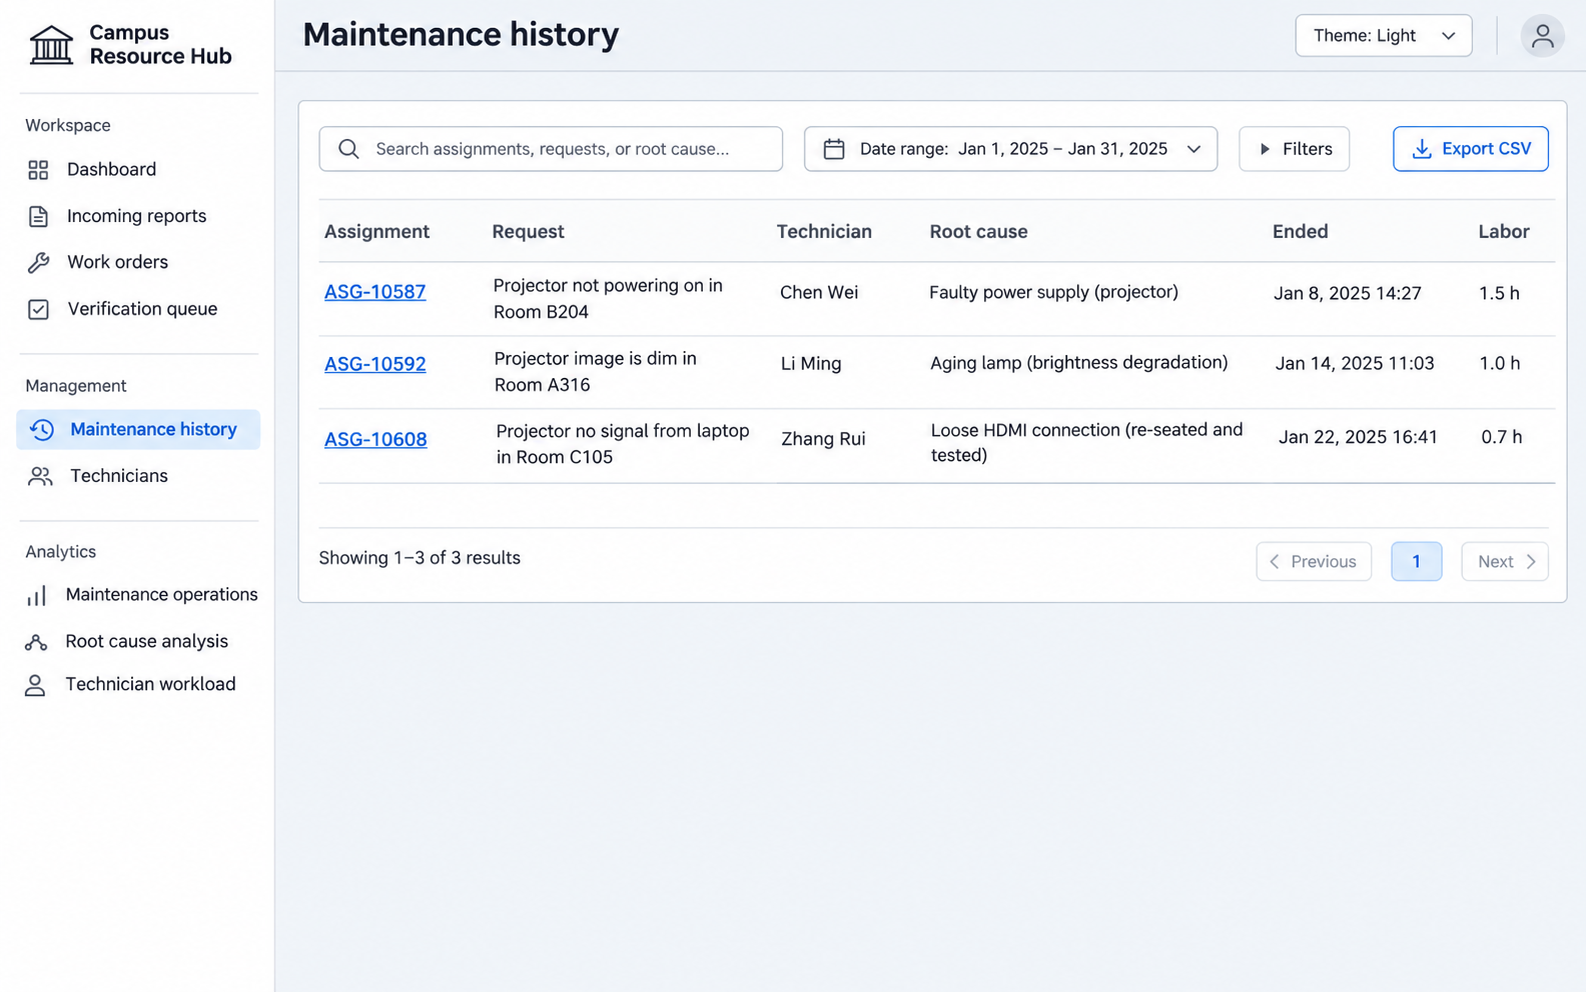 Campus
Resource Hub
Maintenance history
Theme: Light
Workspace
Dashboard
Incoming reports
Work orders
Verification queue
Management
Maintenance history
Technicians
Analytics
Maintenance operations
Root cause analysis
Technician workload
Search assignments, requests, or root cause...
Date range: Jan 1, 2025 – Jan 31, 2025
Filters
Export CSV
Assignment Request Technician Root cause Ended Labor
ASG-10587 Projector not powering on in Chen Wei Faulty power supply (projector) Jan 8, 2025 14:27 1.5 h
Room B204
ASG-10592 Projector image is dim in Li Ming Aging lamp (brightness degradation) Jan 14, 2025 11:03 1.0 h
Room A316
ASG-10608 Projector no signal from laptop Zhang Rui Loose HDMI connection (re-seated and Jan 22, 2025 16:41 0.7 h
in Room C105 tested)
Showing 1–3 of 3 results
Previous 1 Next